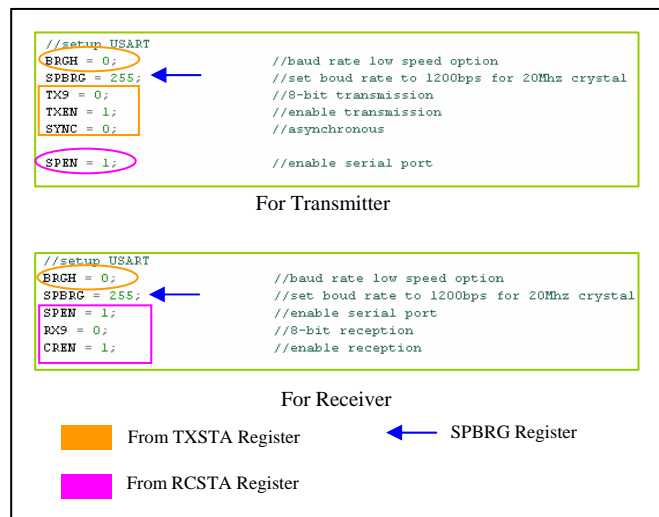 //setup USART
BRGH = 0; //baud rate low speed option
SPBRG = 255; //set boud rate to 1200bps for 20Mhz crystal
TX9 = 0; //8-bit transmission
TXEN = 1; //enable transmission
SYNC = 0; //asynchronous
SPEN = 1; //enable serial port
For Transmitter
//setup USART
BRGH = 0; //baud rate low speed option
SPBRG = 255; //set boud rate to 1200bps for 20Mhz crystal
SPEN = 1; //enable serial port
RX9 = 0; //8-bit reception
CREN = 1; //enable reception
For Receiver
From TXSTA Register SPBRG Register
From RCSTA Register